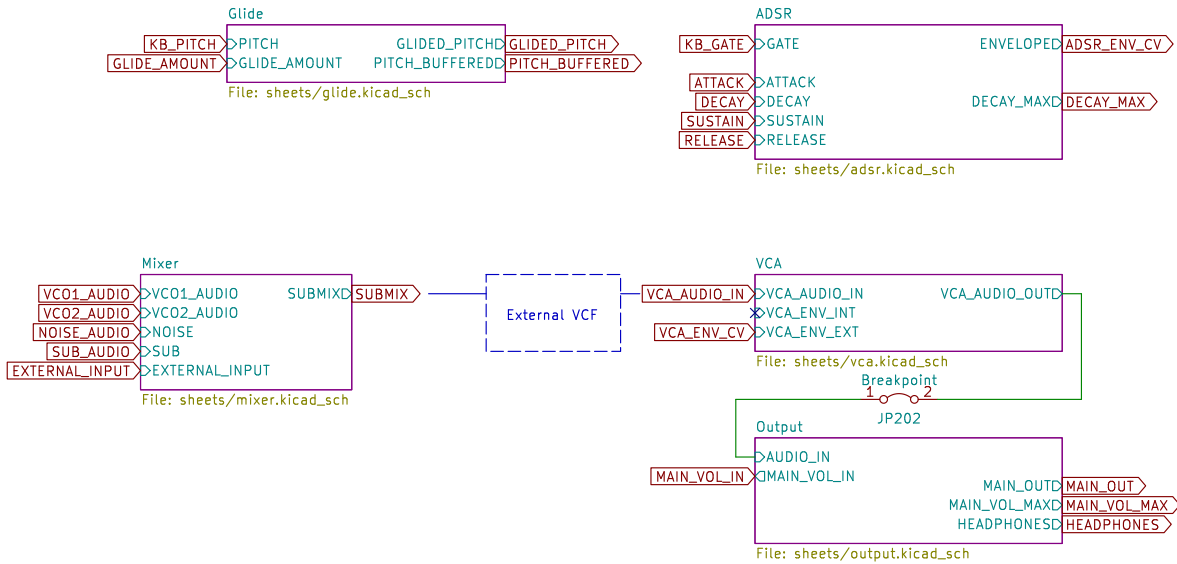 Glide
KB_PITCH PITCH GLIDED_PITCH GLIDED_PITCH
GLIDE_AMOUNT GLIDE_AMOUNT PITCH_BUFFERED PITCH_BUFFERED
File: sheets/glide.kicad_sch
ADSR
KB_GATE GATE ENVELOPE ADSR_ENV_CV
ATTACK ATTACK
DECAY DECAY DECAY_MAX DECAY_MAX
SUSTAIN SUSTAIN
RELEASE RELEASE
File: sheets/adsr.kicad_sch
Mixer
VCO1_AUDIO VCO1_AUDIO SUBMIX SUBMIX
VCO2_AUDIO VCO2_AUDIO
NOISE_AUDIO NOISE
SUB_AUDIO SUB
EXTERNAL_INPUT EXTERNAL_INPUT
File: sheets/mixer.kicad_sch
External VCF
VCA
VCA_AUDIO_IN VCA_AUDIO_IN VCA_AUDIO_OUT
VCA_ENV_INT
VCA_ENV_CV VCA_ENV_EXT
File: sheets/vca.kicad_sch
Breakpoint
1 2
JP202
Output
AUDIO_IN
MAIN_VOL_IN MAIN_VOL_IN
MAIN_OUT MAIN_OUT
MAIN_VOL_MAX MAIN_VOL_MAX
HEADPHONES HEADPHONES
File: sheets/output.kicad_sch